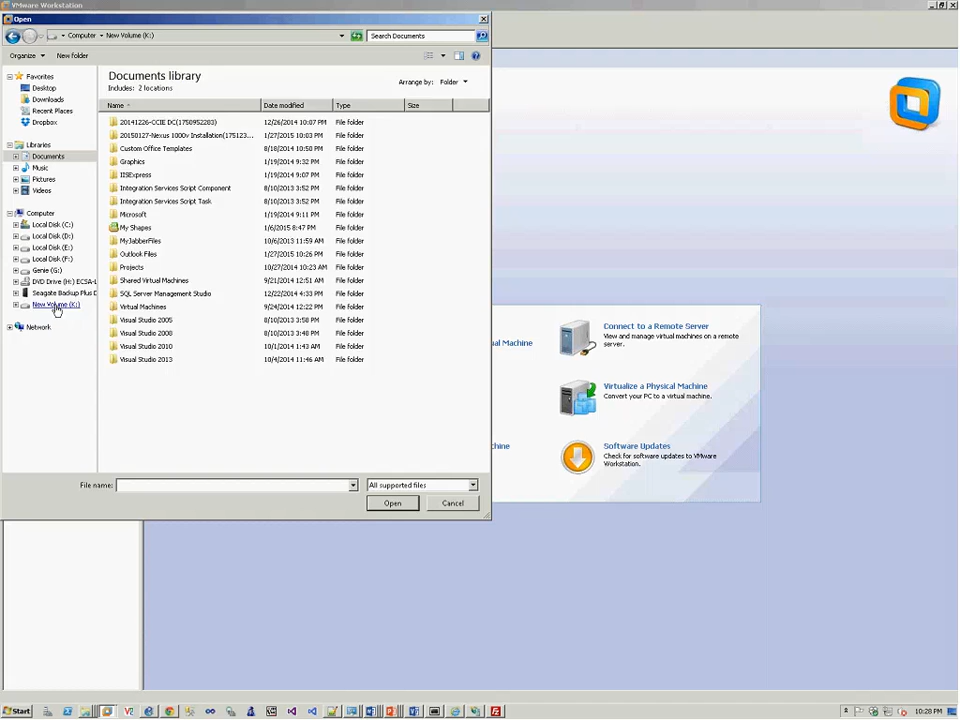 VMware Workstation
Open
Computer
New Volume (K:)
Search Documents
Organize
New folder
Favorites
Desktop
Downloads
Recent Places
Dropbox
Libraries
Documents
Music
Pictures
Videos
Computer
Local Disk (C:)
Local Disk (D:)
Local Disk (E:)
Local Disk (F:)
Genie (G:)
DVD Drive (H:) ECSA-L
Seagate Backup Plus D
New Volume (K:)
Network
Documents library
Includes: 2 locations
Arrange by: Folder
Name Date modified Type Size
20141226-CCIE DC(1750952283) 12/26/2014 10:07 PM File folder
20150127-Nexus 1000v Installation(175123... 1/27/2015 10:03 PM File folder
Custom Office Templates 8/18/2014 10:50 PM File folder
Graphics 1/19/2014 9:32 PM File folder
IISExpress 1/19/2014 9:07 PM File folder
Integration Services Script Component 8/10/2013 3:52 PM File folder
Integration Services Script Task 8/10/2013 3:52 PM File folder
Microsoft 1/19/2014 9:11 PM File folder
My Shapes 1/6/2015 8:47 PM File folder
MyJabberFiles 10/6/2013 11:59 AM File folder
Outlook Files 1/27/2015 10:26 PM File folder
Projects 10/27/2014 10:23 AM File folder
Shared Virtual Machines 9/21/2014 12:51 AM File folder
SQL Server Management Studio 12/22/2014 4:33 PM File folder
Virtual Machines 9/24/2014 12:22 PM File folder
Visual Studio 2005 8/10/2013 3:58 PM File folder
Visual Studio 2008 8/10/2013 3:48 PM File folder
Visual Studio 2010 10/1/2014 1:43 AM File folder
Visual Studio 2013 10/4/2014 11:46 AM File folder
File name:
All supported files
Open
Cancel
ual Machine
hine
Connect to a Remote Server
View and manage virtual machines on a remote
server.
Virtualize a Physical Machine
Convert your PC to a virtual machine.
Software Updates
Check for software updates to VMware
Workstation.
Start
10:28 PM